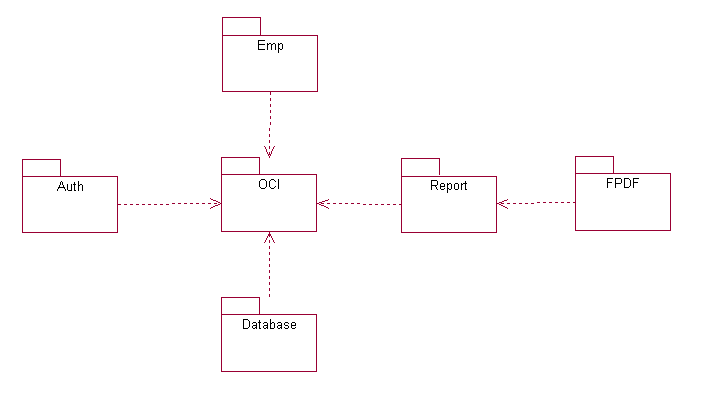 Emp
Auth
OCI
Report
FPDF
Database